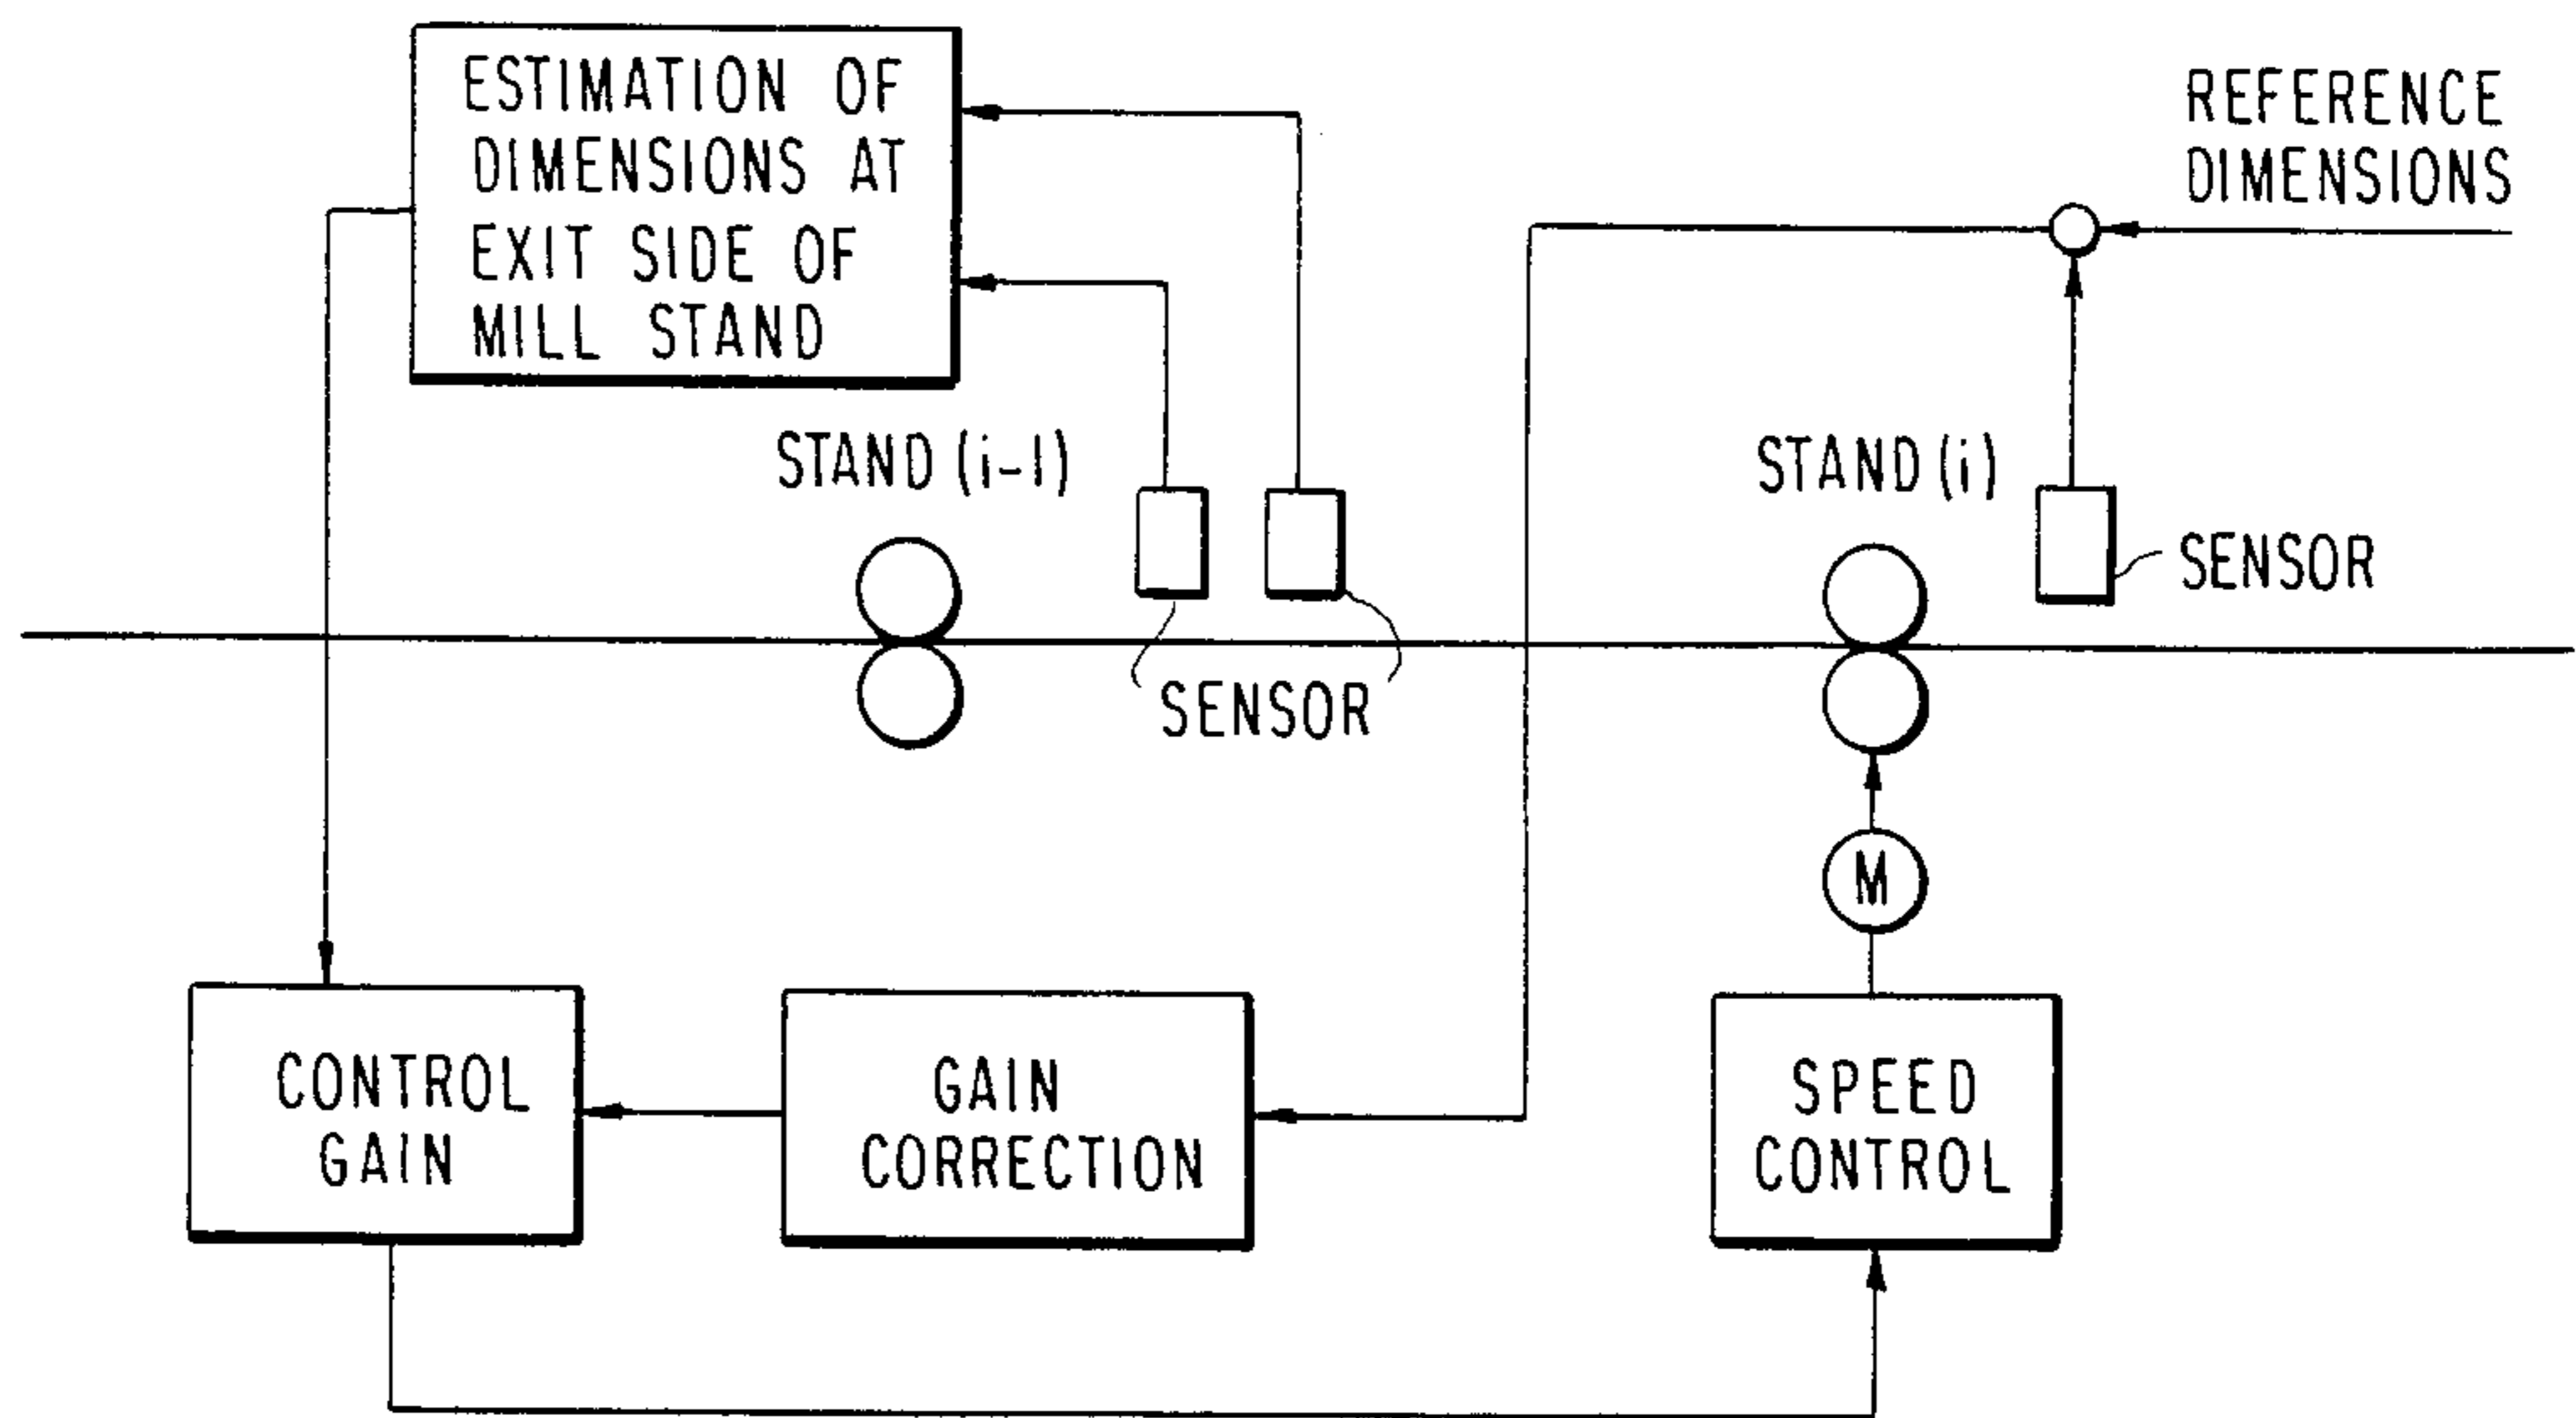 ESTIMATION OF
DIMENSIONS AT
EXIT SIDE OF
MILL STAND
REFERENCE
DIMENSIONS
STAND (i-1)
STAND (i)
SENSOR
SENSOR
M
CONTROL
GAIN
GAIN
CORRECTION
SPEED
CONTROL